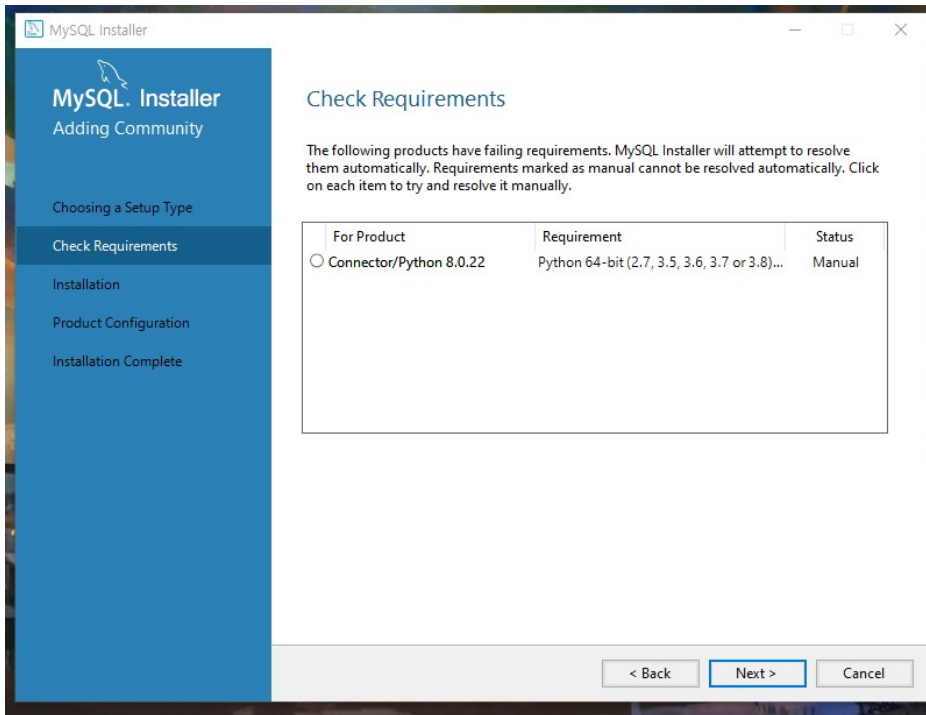 MySQL Installer
MySQL. Installer
Adding Community
Choosing a Setup Type
Check Requirements
Installation
Product Configuration
Installation Complete
Check Requirements
The following products have failing requirements. MySQL Installer will attempt to resolve
them automatically. Requirements marked as manual cannot be resolved automatically. Click
on each item to try and resolve it manually.
For Product Requirement Status
Connector/Python 8.0.22 Python 64-bit (2.7, 3.5, 3.6, 3.7 or 3.8)... Manual
< Back Next > Cancel